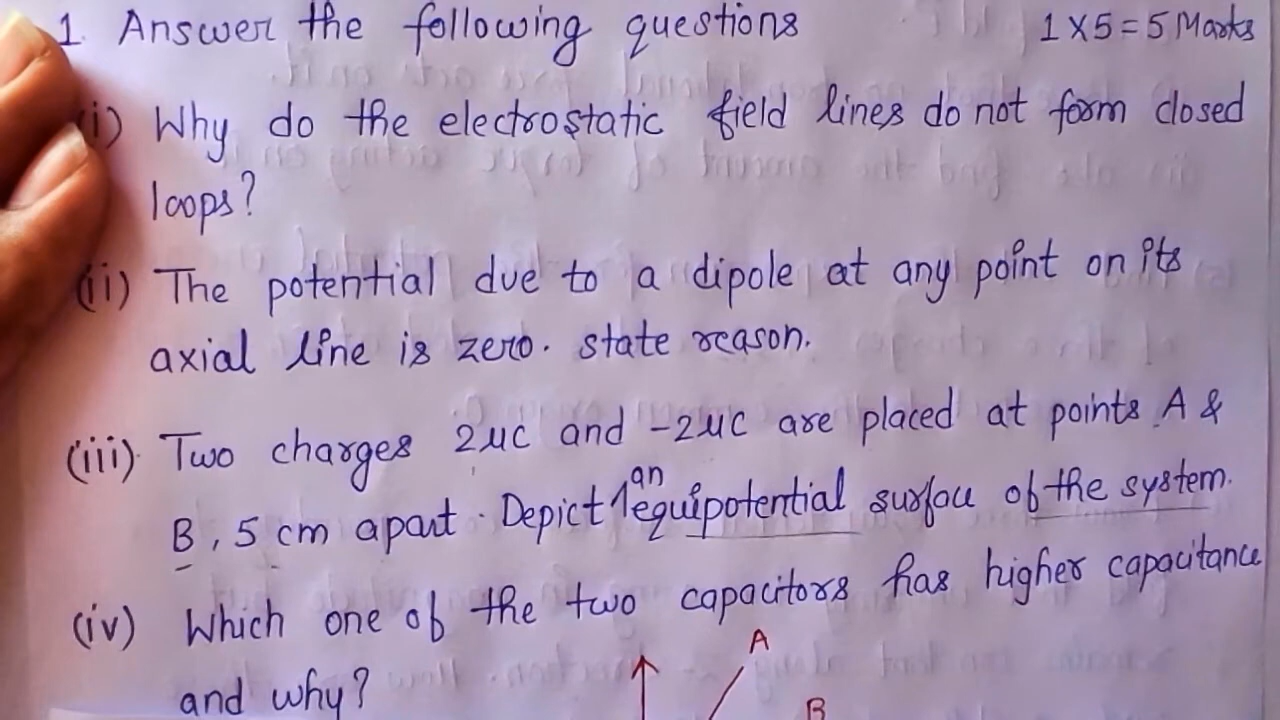 1. Answer the following questions 1 X 5 = 5 Marks
(i) Why do the electrostatic field lines do not form closed
loops?
(ii) The potential due to a dipole at any point on its
axial line is zero. state reason.
(iii). Two charges 2μc and -2μc are placed at points A &
B, 5 cm apart. Depict an equipotential surface of the system.
(iv) Which one of the two capacitors has higher capacitance
and why?
A
B